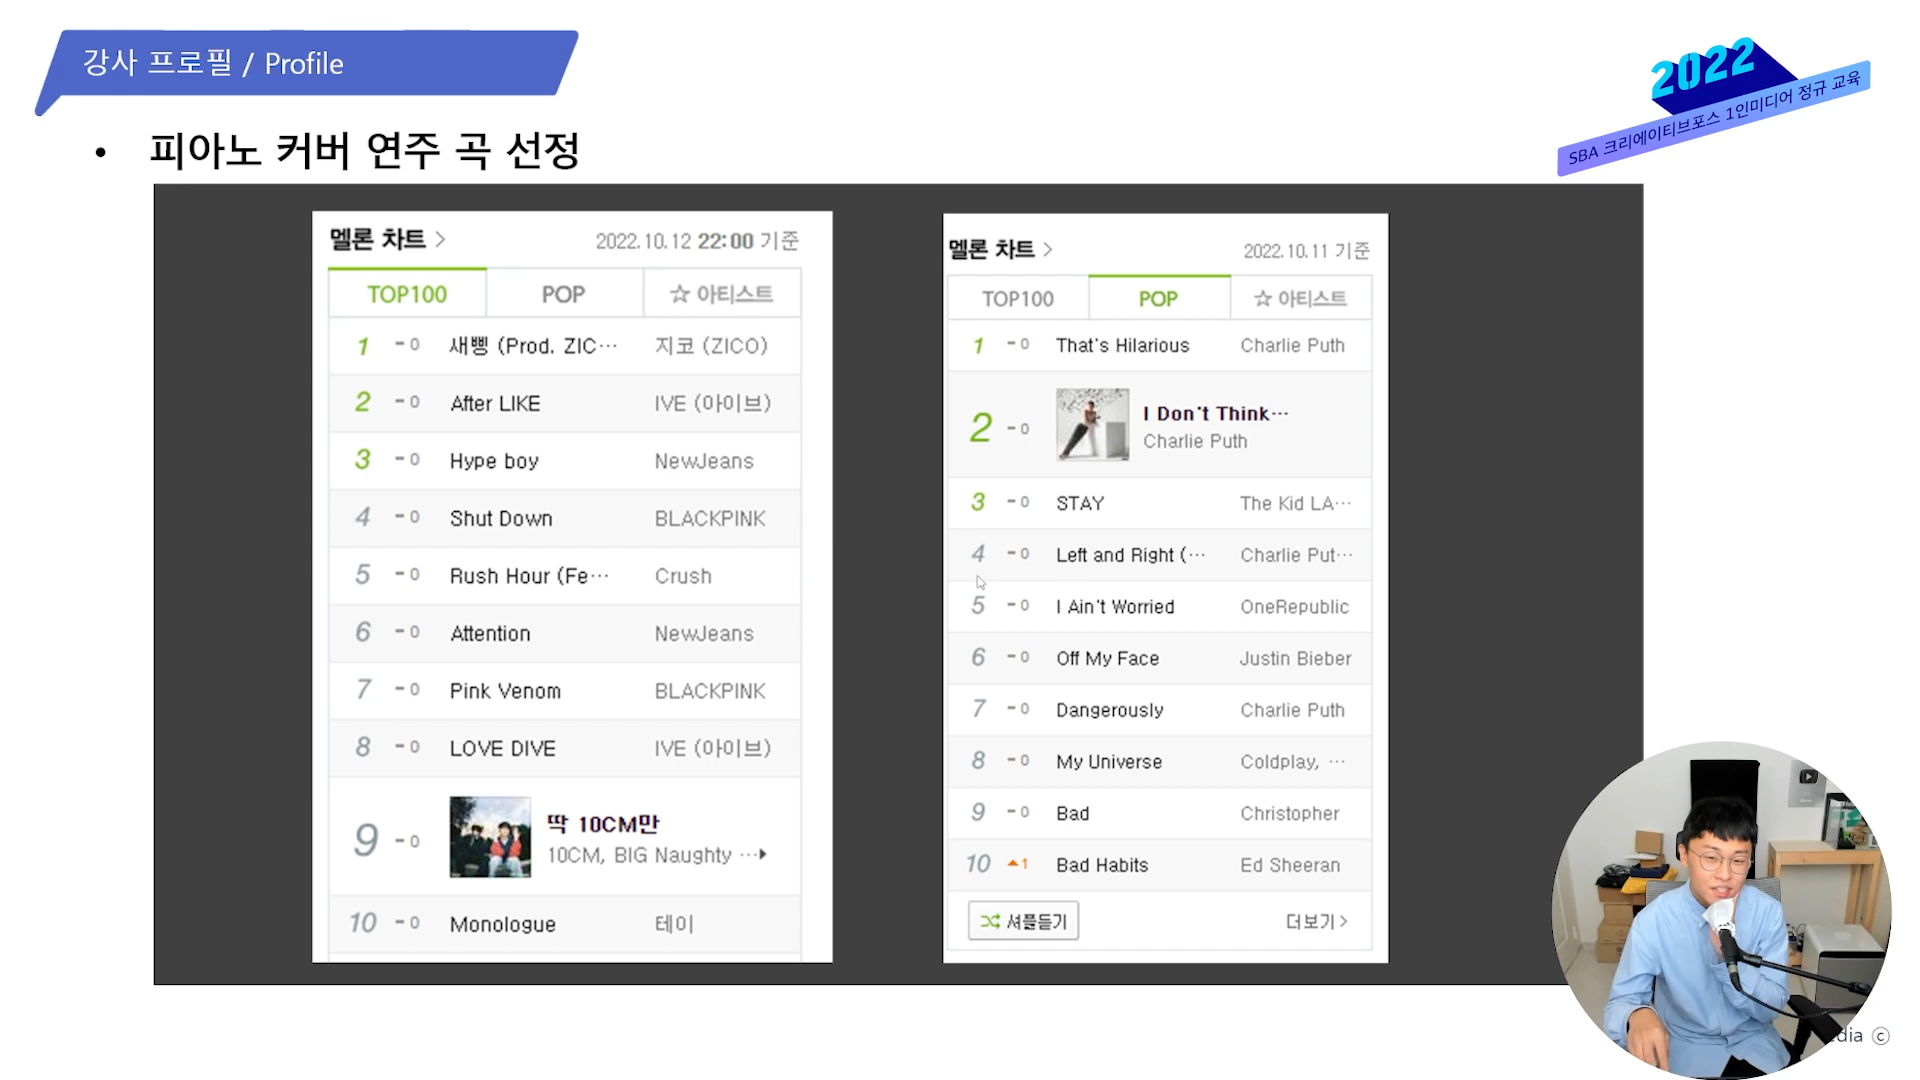 강사 프로필 / Profile
2022
SBA 크리에이티브포스 1인미디어 정규 교육
• 피아노 커버 연주 곡 선정
멜론 차트 >
2022.10.12 22:00 기준
TOP100 POP ☆ 아티스트
1 - 0 새삥 (Prod. ZIC··· 지코 (ZICO)
2 - 0 After LIKE IVE (아이브)
3 - 0 Hype boy NewJeans
4 - 0 Shut Down BLACKPINK
5 - 0 Rush Hour (Fe··· Crush
6 - 0 Attention NewJeans
7 - 0 Pink Venom BLACKPINK
8 - 0 LOVE DIVE IVE (아이브)
9 - 0 딱 10CM만
10CM, BIG Naughty ···
10 - 0 Monologue 테이
멜론 차트 >
2022.10.11 기준
TOP100 POP ☆ 아티스트
1 - 0 That's Hilarious Charlie Puth
2 - 0 I Don't Think···
Charlie Puth
3 - 0 STAY The Kid LA···
4 - 0 Left and Right (··· Charlie Put···
5 - 0 I Ain't Worried OneRepublic
6 - 0 Off My Face Justin Bieber
7 - 0 Dangerously Charlie Puth
8 - 0 My Universe Coldplay, ···
9 - 0 Bad Christopher
10 ▲1 Bad Habits Ed Sheeran
셔플듣기 더보기 >
dia ⓒ